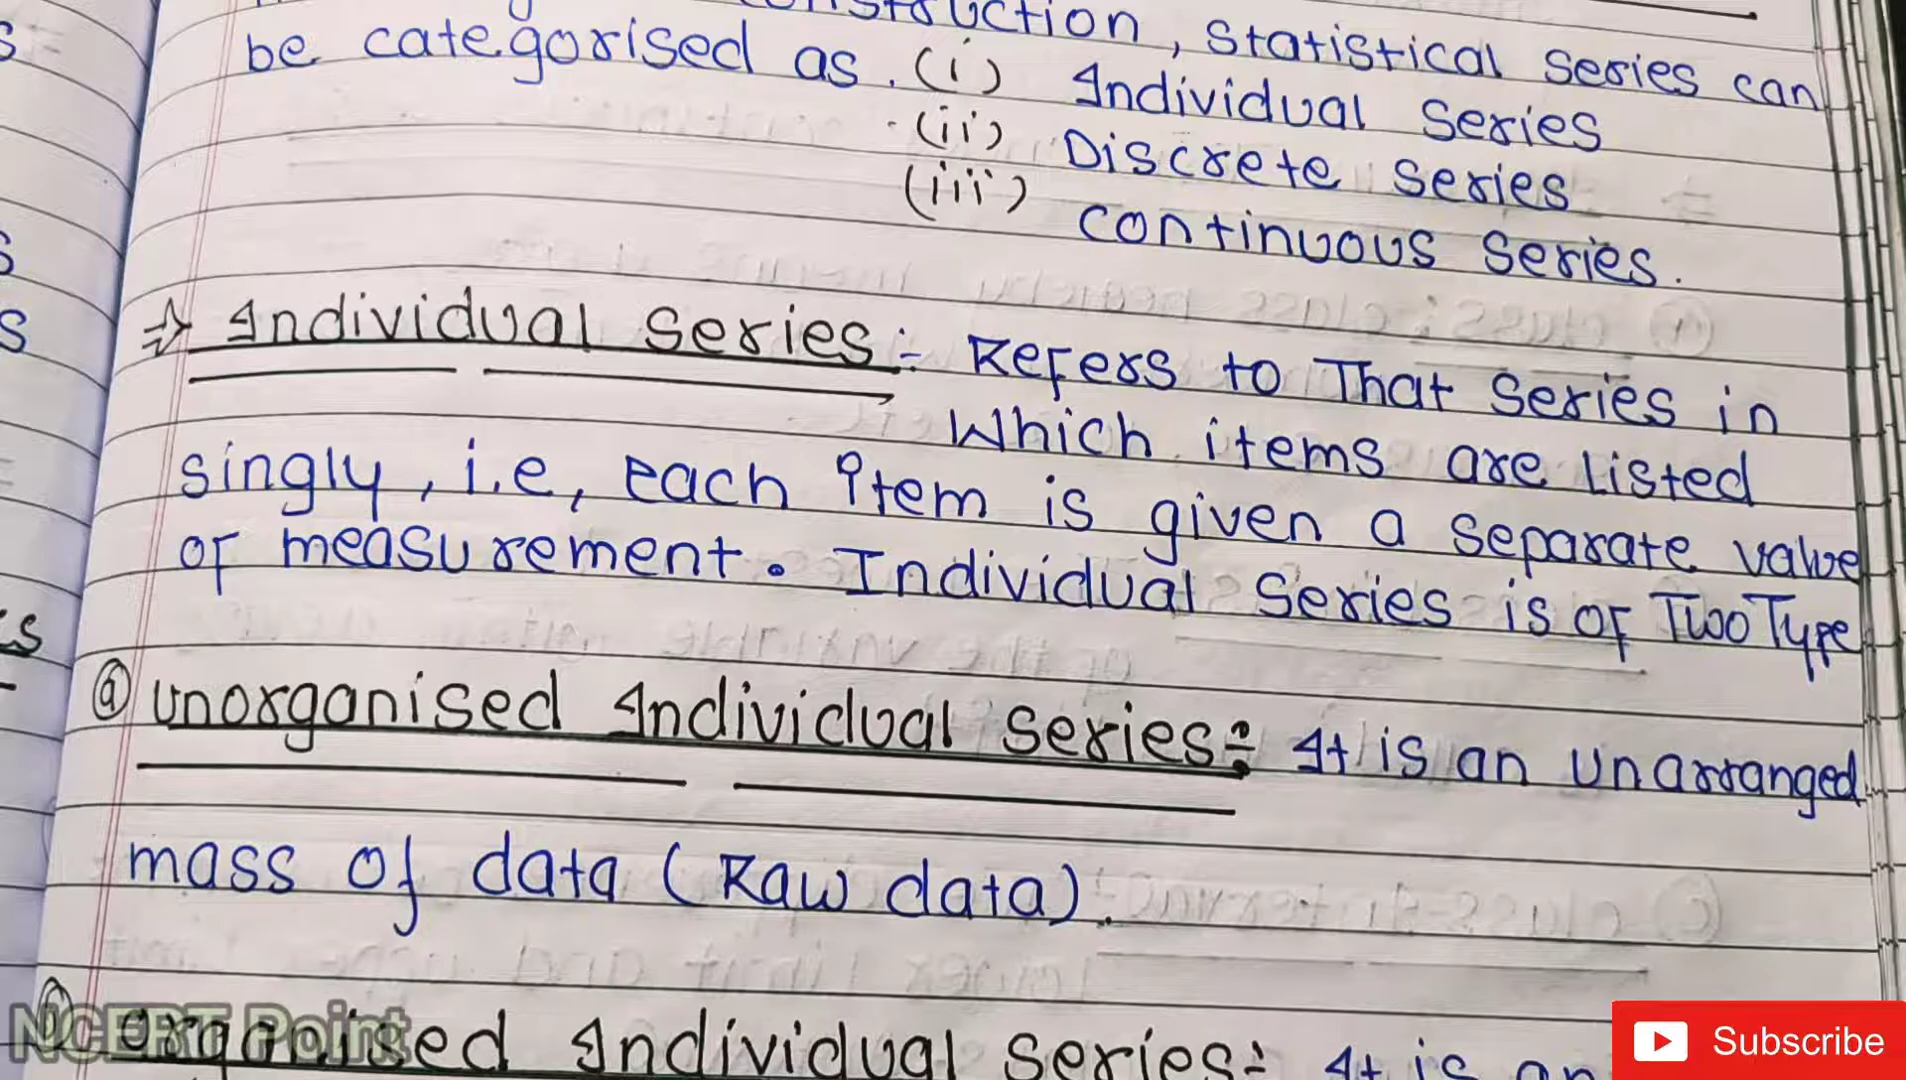 construction, Statistical Series can
be categorised as. (i) Individual Series
(ii) Discrete Series
(iii) Continuous Series.
⇒ Individual Series:- Refers to That Series in
Which items are Listed
singly, i.e, each item is given a separate value
of measurement. Individual Series is of Two Type
(a) unorganised Individual Series:- It is an unarranged
mass of data (Raw data).
organised Individual Series:- It is an
NCERT Point
Subscribe